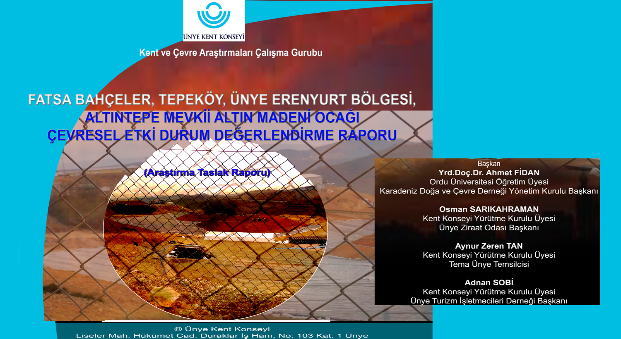 ÜNYE KENT KONSEYİ
Kent ve Çevre Araştırmaları Çalışma Gurubu
FATSA BAHÇELER, TEPEKÖY, ÜNYE ERENYURT BÖLGESİ,
ALTINTEPE MEVKİİ ALTIN MADENİ OCAĞI
ÇEVRESEL ETKİ DURUM DEĞERLENDİRME RAPORU
(Araştırma Taslak Raporu)
Başkan
Yrd.Doç.Dr. Ahmet FİDAN
Ordu Üniversitesi Öğretim Üyesi
Karadeniz Doğa ve Çevre Derneği Yönetim Kurulu Başkanı
Osman SARIKAHRAMAN
Kent Konseyi Yürütme Kurulu Üyesi
Ünye Ziraat Odası Başkanı
Aynur Zeren TAN
Kent Konseyi Yürütme Kurulu Üyesi
Tema Ünye Temsilcisi
Adnan SOBİ
Kent Konseyi Yürütme Kurulu Üyesi
Ünye Turizm İşletmecileri Derneği Başkanı
© Ünye Kent Konseyi
Liseler Mah. Hükümet Cad. Duraklar İş Hanı, No: 103 Kat: 1 Ünye